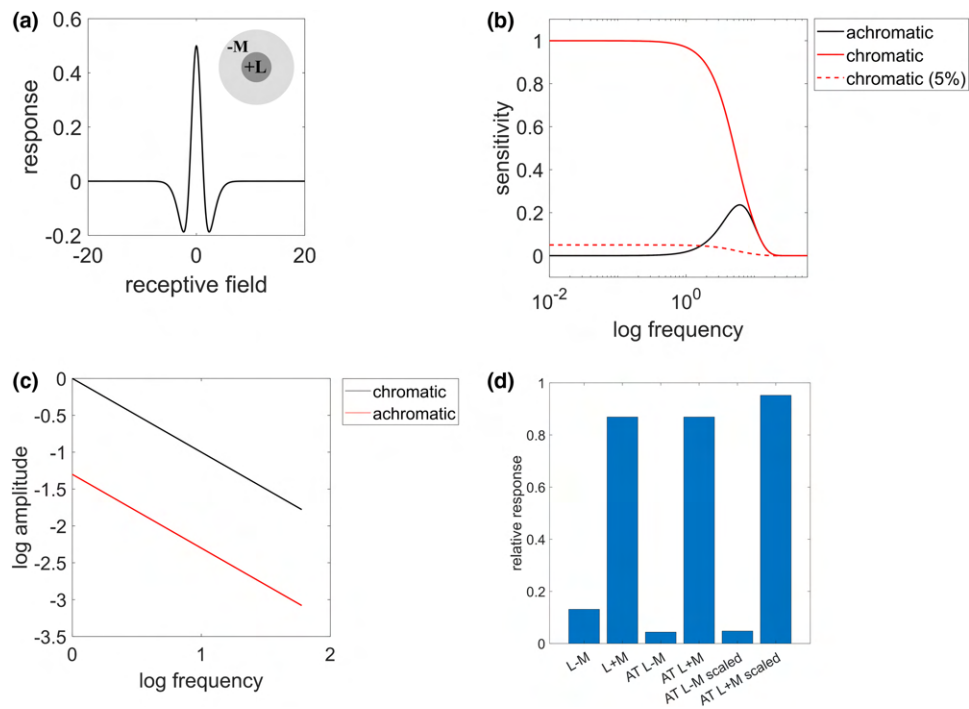 (a)
0.6
0.4
0.2
0
-0.2
response
-M
+L
-20
0
20
receptive field
(b)
1
0.8
0.6
0.4
0.2
0
sensitivity
10-2
100
log frequency
achromatic
chromatic
chromatic (5%)
(c)
0
-0.5
-1
-1.5
-2
-2.5
-3
-3.5
log amplitude
0
1
2
log frequency
chromatic
achromatic
(d)
1
0.8
0.6
0.4
0.2
0
relative response
L-M
L+M
AT L-M
AT L+M
AT L-M scaled
AT L+M scaled